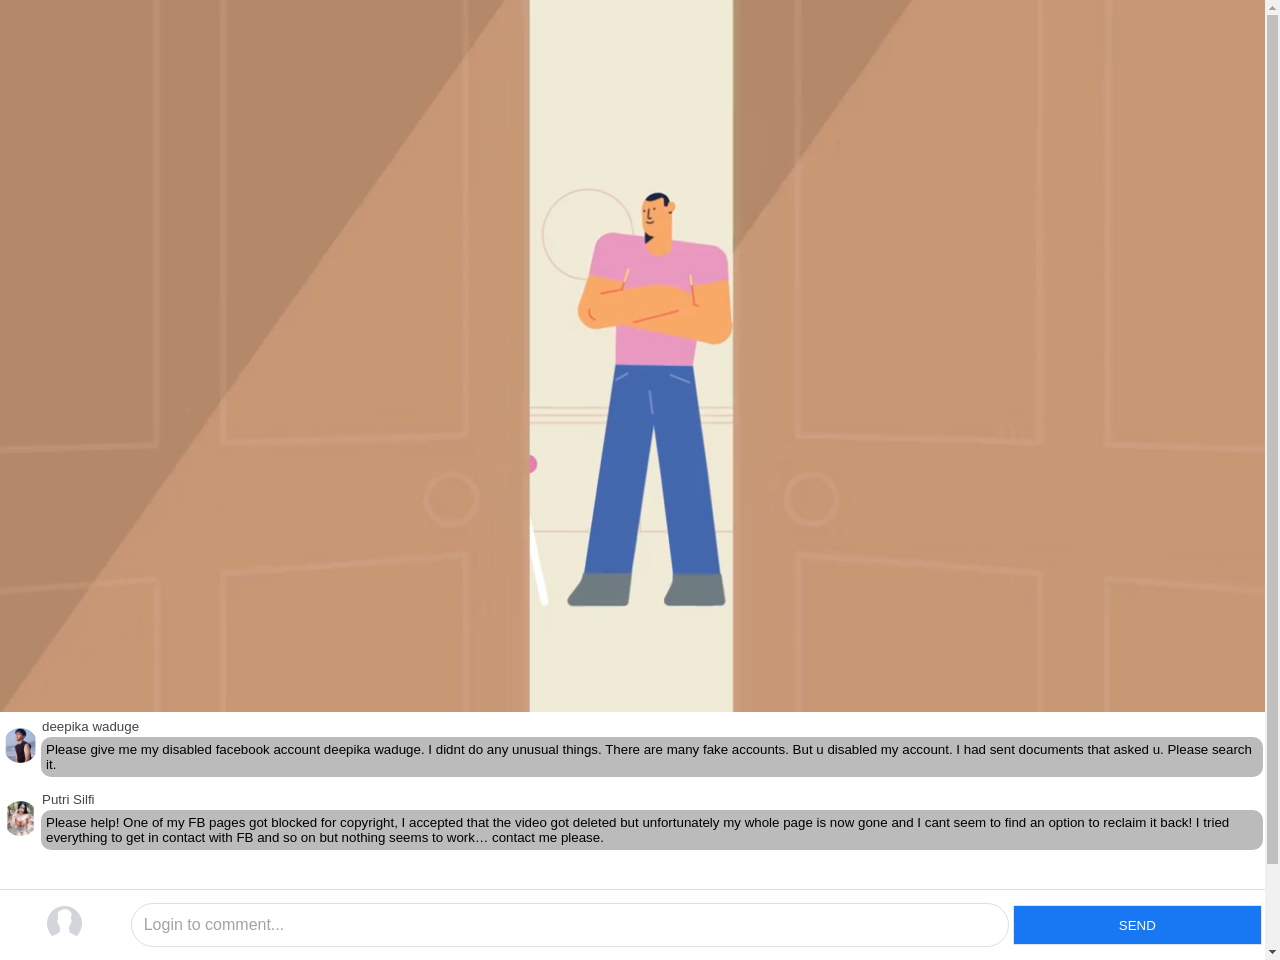 deepika waduge
Please give me my disabled facebook account deepika waduge. I didnt do any unusual things. There are many fake accounts. But u disabled my account. I had sent documents that asked u. Please search
it.
Putri Silfi
Please help! One of my FB pages got blocked for copyright, I accepted that the video got deleted but unfortunately my whole page is now gone and I cant seem to find an option to reclaim it back! I tried
everything to get in contact with FB and so on but nothing seems to work… contact me please.
Login to comment...
SEND